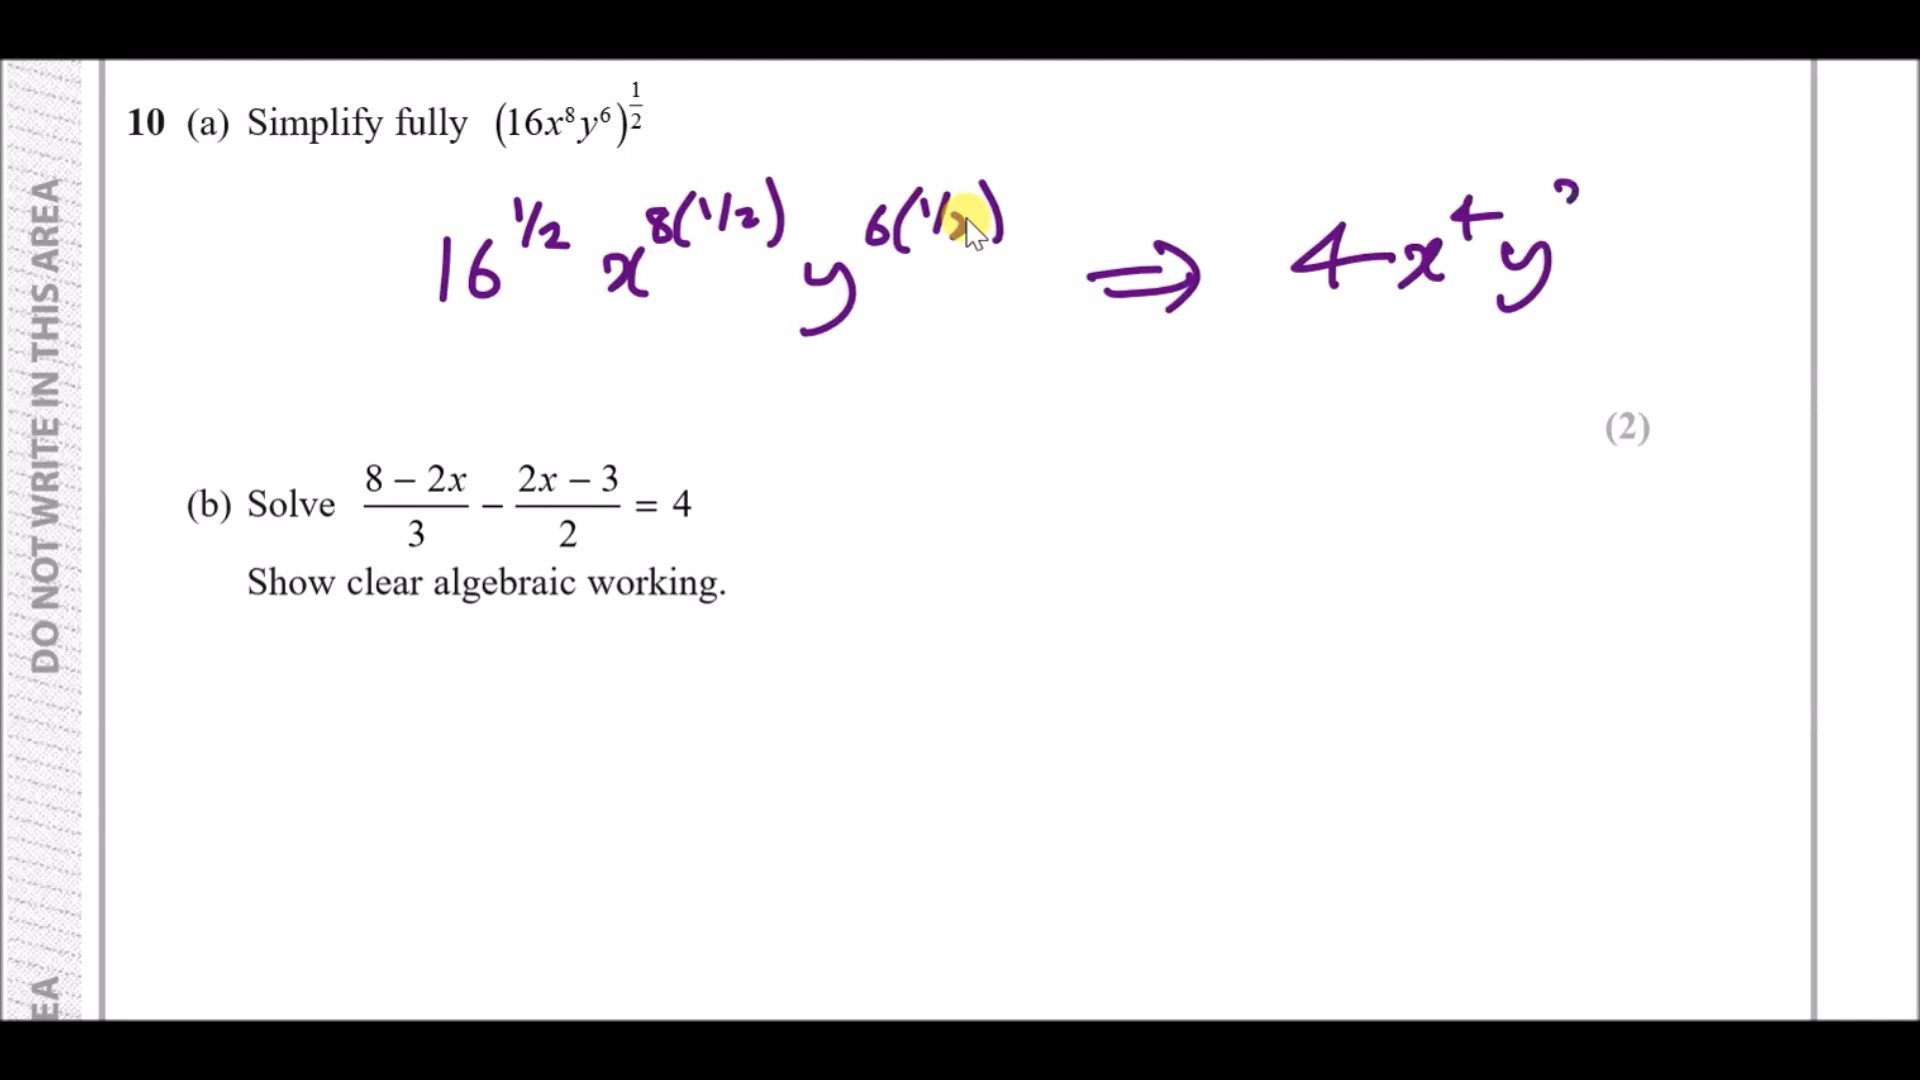 10 (a) Simplify fully (16x⁸y⁶)^(1/2)
16^(1/2) x^(8(1/2)) y^(6(1/2)) ⇒ 4x⁴y
(2)
(b) Solve (8 – 2x)/3 – (2x – 3)/2 = 4
Show clear algebraic working.
DO NOT WRITE IN THIS AREA
EA